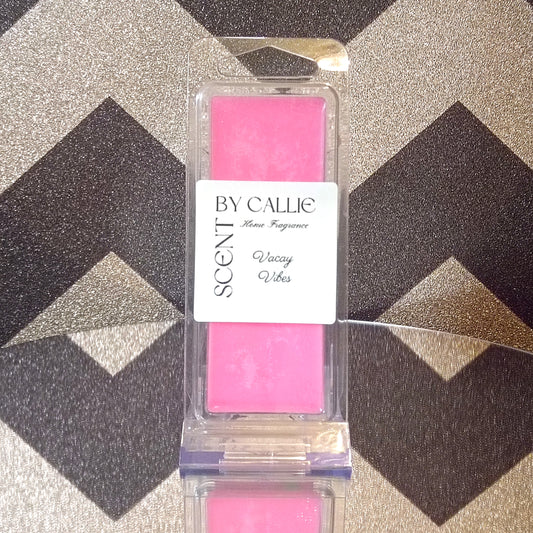 SCENT
BY CALLIE
Home Fragrance
Vacay
Vibes